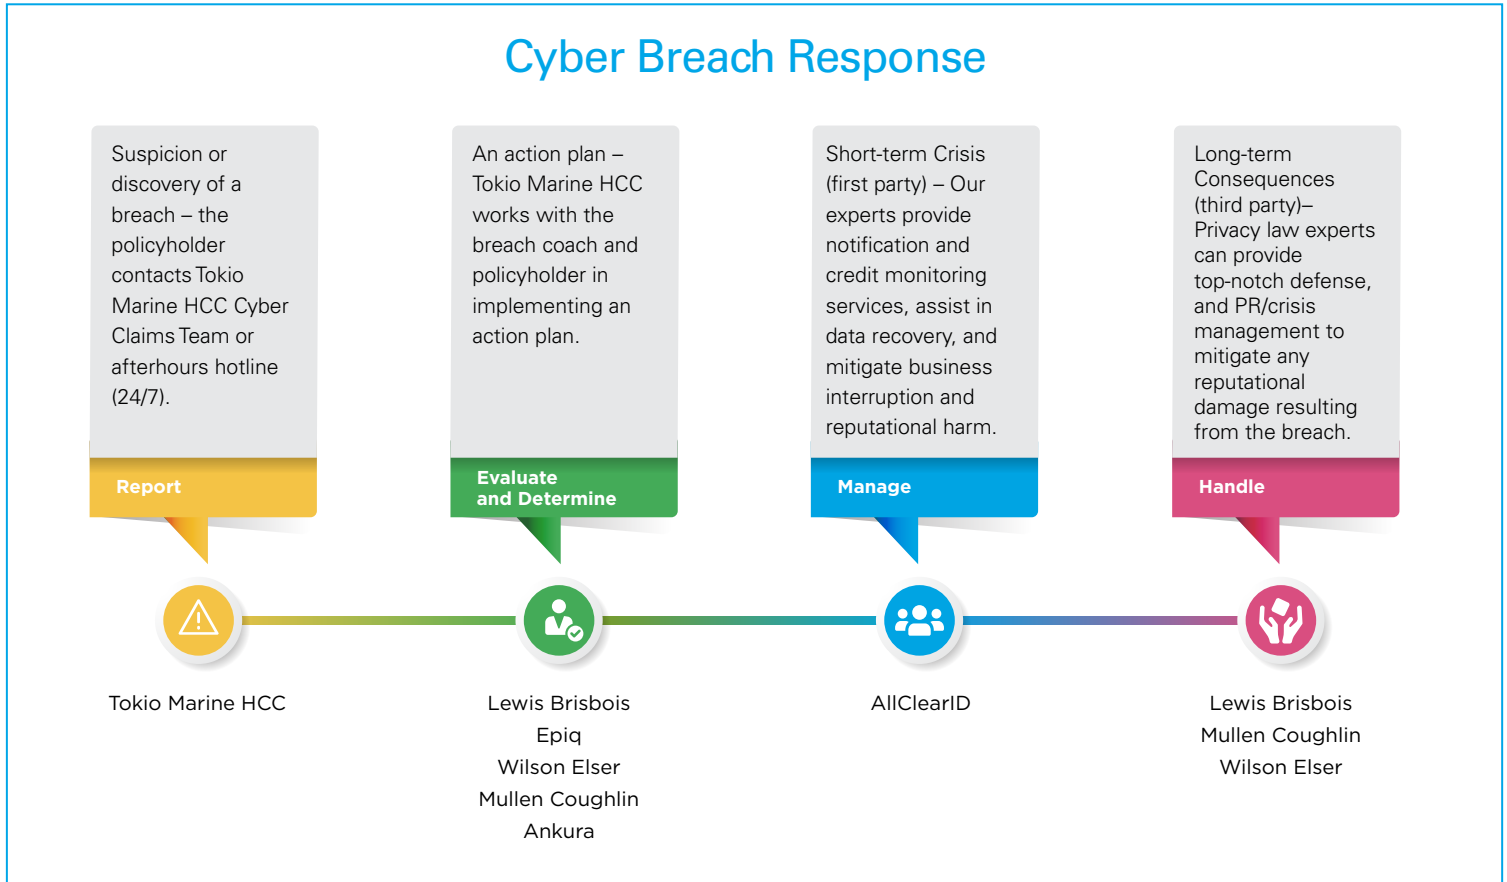 Cyber Breach Response
Suspicion or
discovery of a
breach – the
policyholder
contacts Tokio
Marine HCC Cyber
Claims Team or
afterhours hotline
(24/7).
Report
Tokio Marine HCC
An action plan –
Tokio Marine HCC
works with the
breach coach and
policyholder in
implementing an
action plan.
Evaluate
and Determine
Lewis Brisbois
Epiq
Wilson Elser
Mullen Coughlin
Ankura
Short-term Crisis
(first party) – Our
experts provide
notification and
credit monitoring
services, assist in
data recovery, and
mitigate business
interruption and
reputational harm.
Manage
AllClearID
Long-term
Consequences
(third party)–
Privacy law experts
can provide
top-notch defense,
and PR/crisis
management to
mitigate any
reputational
damage resulting
from the breach.
Handle
Lewis Brisbois
Mullen Coughlin
Wilson Elser